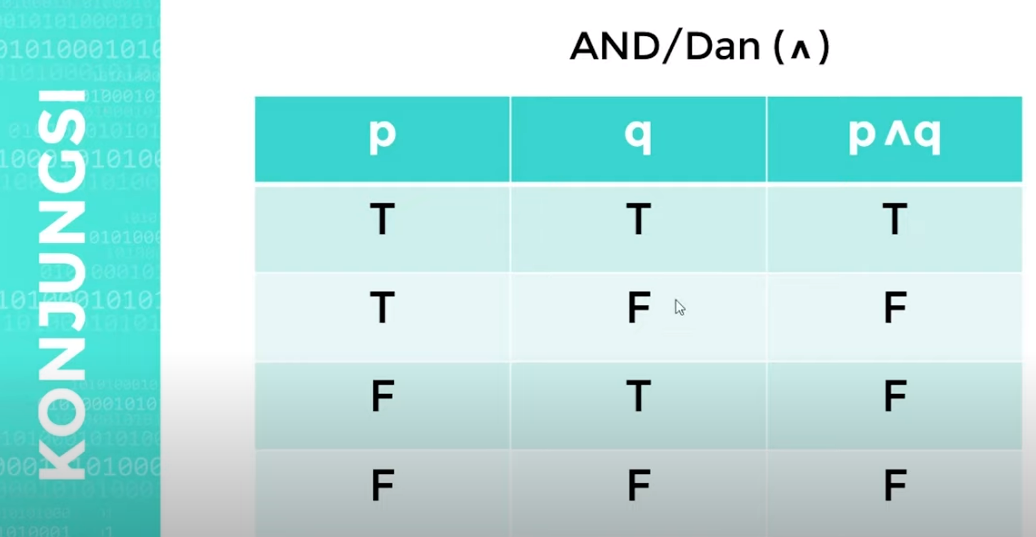 KONJUNGSI
AND/Dan (∧)
p q p∧q
T T T
T F F
F T F
F F F